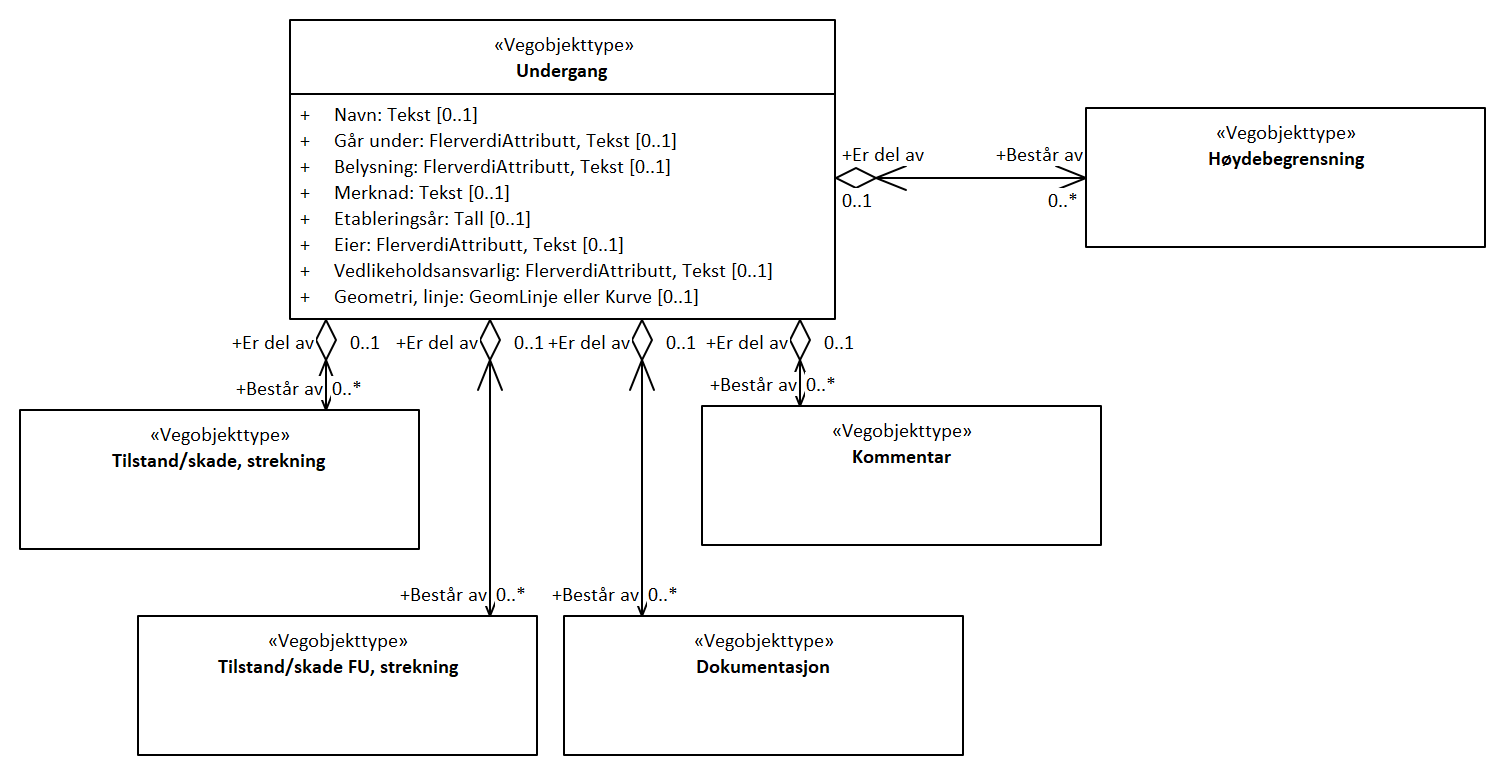 «Vegobjekttype»
Undergang
+ Navn: Tekst [0..1]
+ Går under: FlerverdiAttributt, Tekst [0..1]
+ Belysning: FlerverdiAttributt, Tekst [0..1]
+ Merknad: Tekst [0..1]
+ Etableringsår: Tall [0..1]
+ Eier: FlerverdiAttributt, Tekst [0..1]
+ Vedlikeholdsansvarlig: FlerverdiAttributt, Tekst [0..1]
+ Geometri, linje: GeomLinje eller Kurve [0..1]
+Er del av +Består av
0..1 0..*
«Vegobjekttype»
Høydebegrensning
+Er del av 0..1 +Er del av 0..1 +Er del av 0..1 +Er del av 0..1
+Består av 0..* +Består av 0..*
«Vegobjekttype»
Tilstand/skade, strekning
«Vegobjekttype»
Kommentar
+Består av 0..* +Består av 0..*
«Vegobjekttype»
Tilstand/skade FU, strekning
«Vegobjekttype»
Dokumentasjon